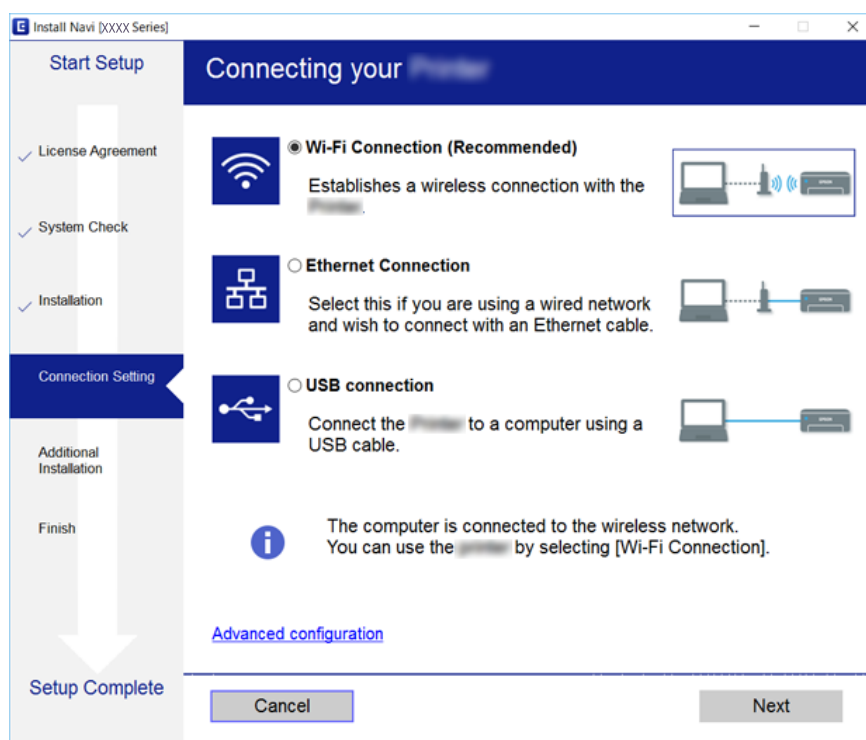 Install Navi [XXXX Series]
Start Setup
License Agreement
System Check
Installation
Connection Setting
Additional
Installation
Finish
Setup Complete
Connecting your
Wi-Fi Connection (Recommended)
Establishes a wireless connection with the
.
Ethernet Connection
Select this if you are using a wired network
and wish to connect with an Ethernet cable.
USB connection
Connect the to a computer using a
USB cable.
The computer is connected to the wireless network.
You can use the by selecting [Wi-Fi Connection].
Advanced configuration
Cancel
Next